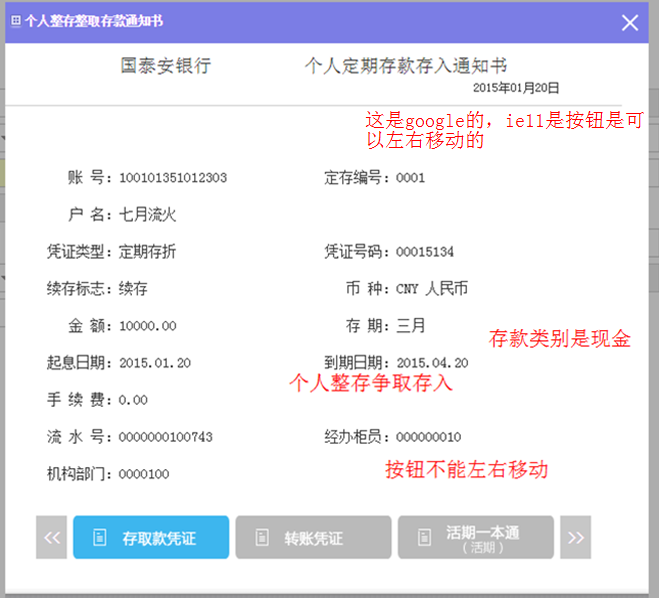 个人整存整取存款通知书
国泰安银行 个人定期存款存入通知书
2015年01月20日
这是google的，ie11是按钮是可
以左右移动的
账 号：100101351012303 定存编号：0001
户 名：七月流火
凭证类型：定期存折 凭证号码：00015134
续存标志：续存 币 种：CNY 人民币
金 额：10000.00 存 期：三月
存款类别是现金
起息日期：2015.01.20 到期日期：2015.04.20
个人整存争取存入
手 续 费：0.00
流 水 号：0000000100743 经办柜员：000000010
按钮不能左右移动
机构部门：0000100
<< 存取款凭证 转账凭证 活期一本通 >>
（活期）